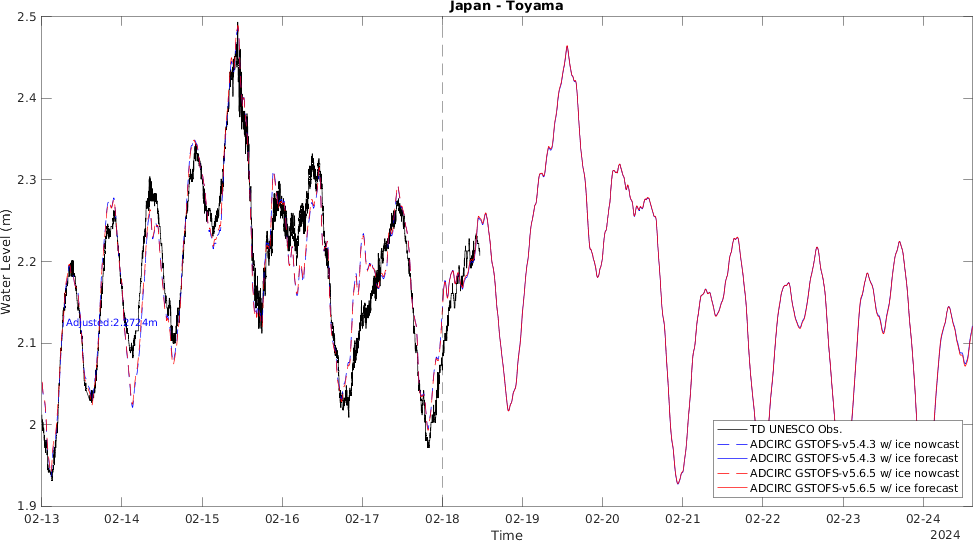 Japan - Toyama
2.5
2.4
2.3
2.2
2.1
2
1.9
Water Level (m)
Adjusted:2.2724m
TD UNESCO Obs.
ADCIRC GSTOFS-v5.4.3 w/ ice nowcast
ADCIRC GSTOFS-v5.4.3 w/ ice forecast
ADCIRC GSTOFS-v5.6.5 w/ ice nowcast
ADCIRC GSTOFS-v5.6.5 w/ ice forecast
02-13 02-14 02-15 02-16 02-17 02-18 02-19 02-20 02-21 02-22 02-23 02-24
Time
2024